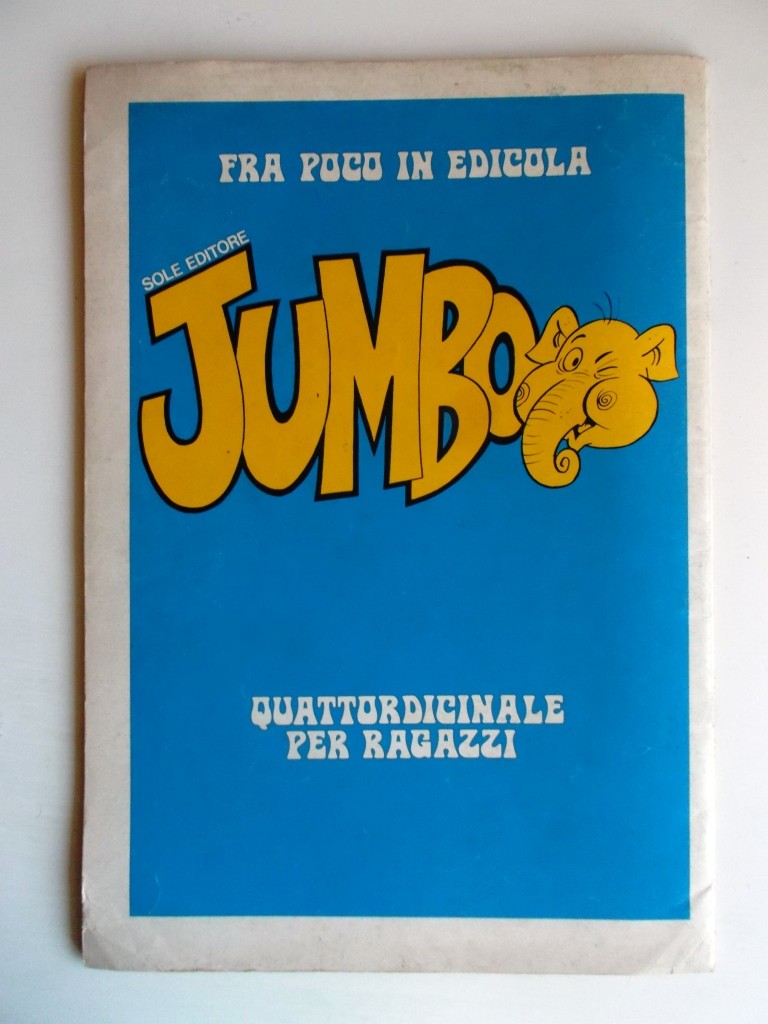 FRA POCO IN EDICOLA
SOLE EDITORE
JUMBO
QUATTORDICINALE
PER RAGAZZI